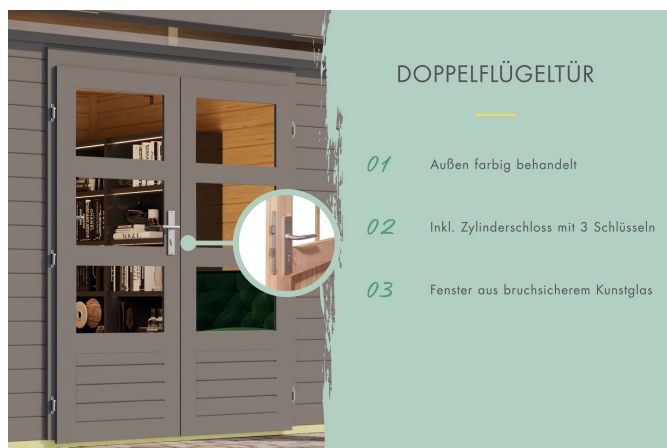 DOPPELFLÜGELTÜR
01 Außen farbig behandelt
02 Inkl. Zylinderschloss mit 3 Schlüsseln
03 Fenster aus bruchsicherem Kunstglas